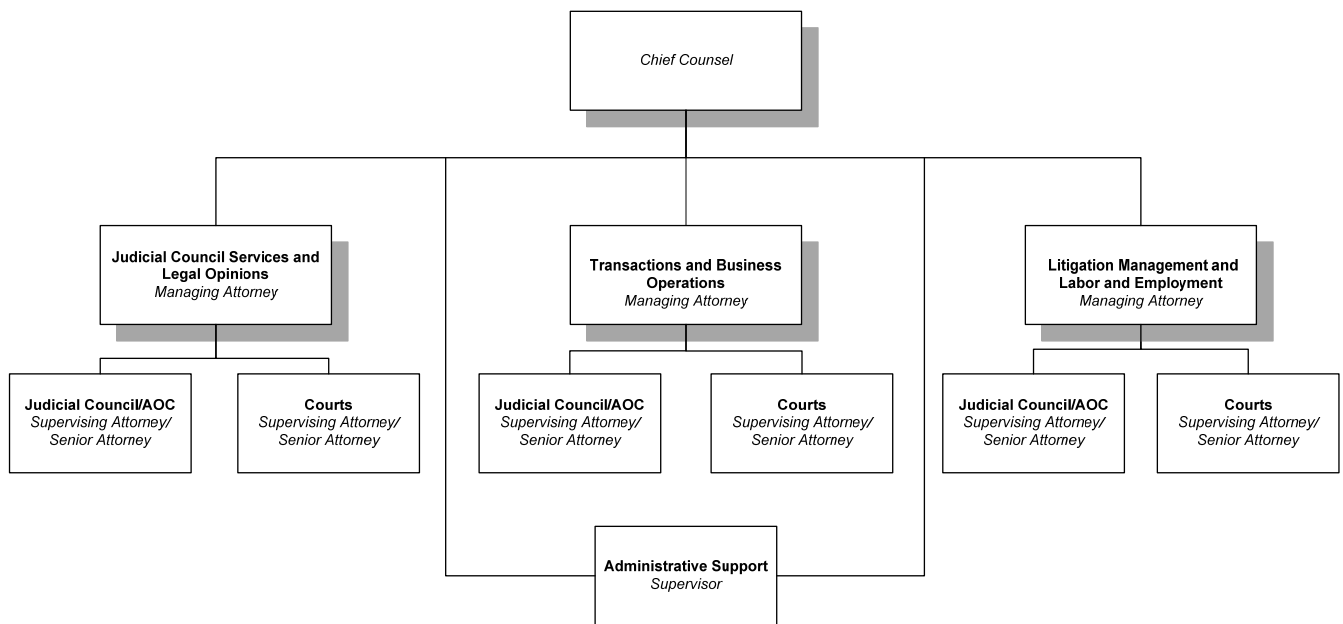 Chief Counsel
Judicial Council Services and
Legal Opinions
Managing Attorney
Transactions and Business
Operations
Managing Attorney
Litigation Management and
Labor and Employment
Managing Attorney
Judicial Council/AOC
Supervising Attorney/
Senior Attorney
Courts
Supervising Attorney/
Senior Attorney
Judicial Council/AOC
Supervising Attorney/
Senior Attorney
Courts
Supervising Attorney/
Senior Attorney
Judicial Council/AOC
Supervising Attorney/
Senior Attorney
Courts
Supervising Attorney/
Senior Attorney
Administrative Support
Supervisor